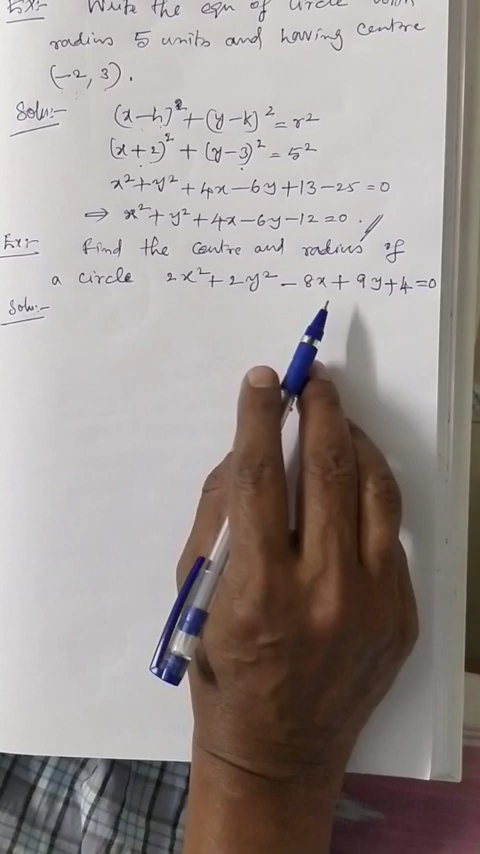 Ex:- Write the eqn of circle with
radius 5 units and having centre
(-2, 3).
Soln:- (x-h)²+(y-k)²=r²
(x+2)²+(y-3)²=5²
x²+y²+4x-6y+13-25=0
⇒ x²+y²+4x-6y-12=0.
Ex:- Find the centre and radius of
a circle 2x²+2y²-8x+9y+4=0
Soln:-